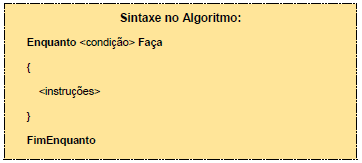 Sintaxe no Algoritmo:
Enquanto <condição> Faça
{
<instruções>
}
FimEnquanto